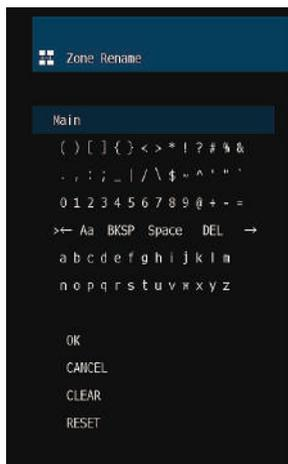 Zone Rename
Main
( ) [ ] { } < > * ! ? # % &
. , : ; _ | / \ $ ~ ^ ' " `
0 1 2 3 4 5 6 7 8 9 @ + - =
>← Aa BKSP Space DEL →
a b c d e f g h i j k l m
n o p q r s t u v w x y z
OK
CANCEL
CLEAR
RESET